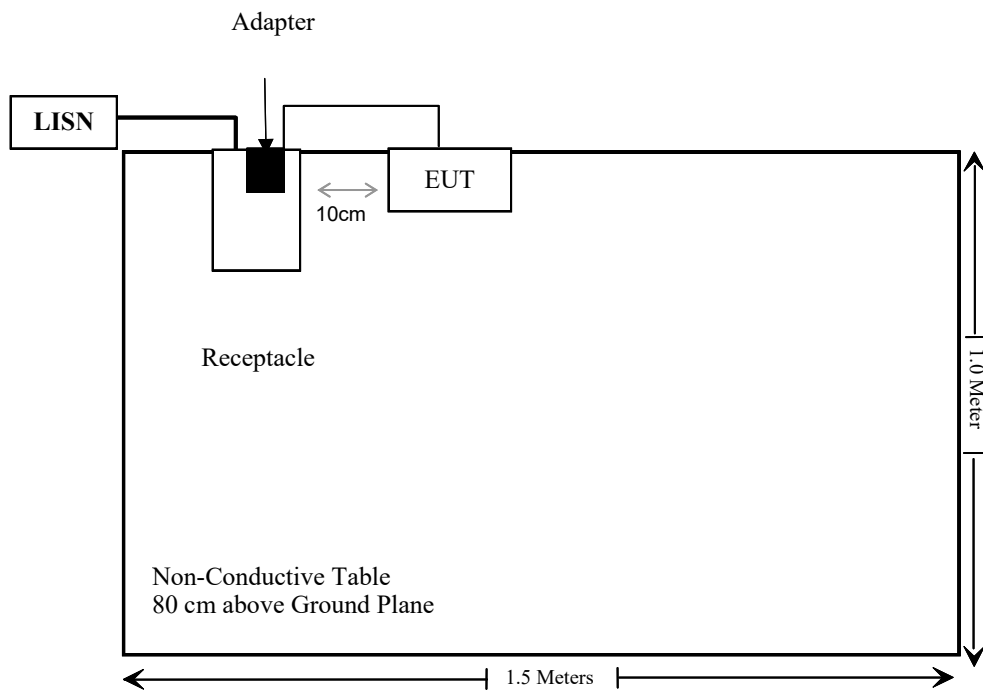 Adapter
LISN
EUT
10cm
Receptacle
1.0 Meter
Non-Conductive Table
80 cm above Ground Plane
1.5 Meters